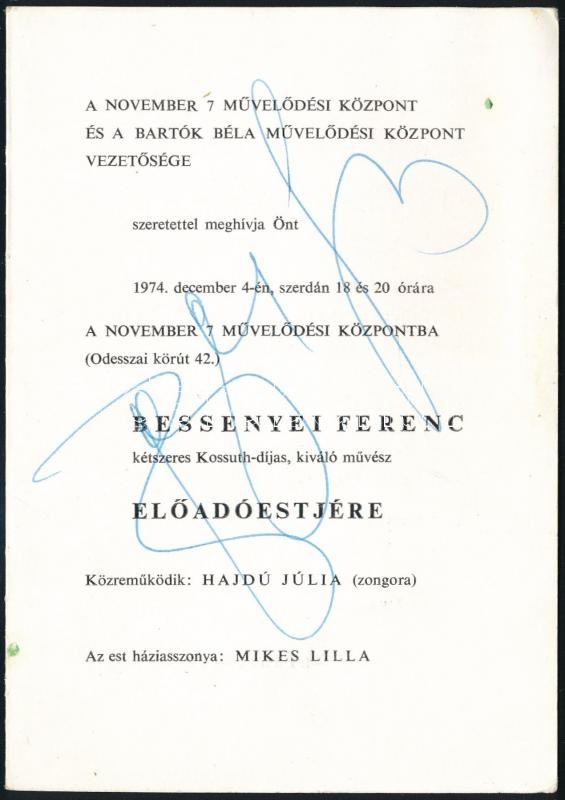 A NOVEMBER 7 MŰVELŐDÉSI KÖZPONT
ÉS A BARTÓK BÉLA MŰVELŐDÉSI KÖZPONT
VEZETŐSÉGE
szeretettel meghívja Önt
1974. december 4-én, szerdán 18 és 20 órára
A NOVEMBER 7 MŰVELŐDÉSI KÖZPONTBA
(Odesszai körút 42.)
BESSENYEI FERENC
kétszeres Kossuth-díjas, kiváló művész
ELŐADÓESTJÉRE
Közreműködik: HAJDÚ JÚLIA (zongora)
Az est háziasszonya: MIKES LILLA